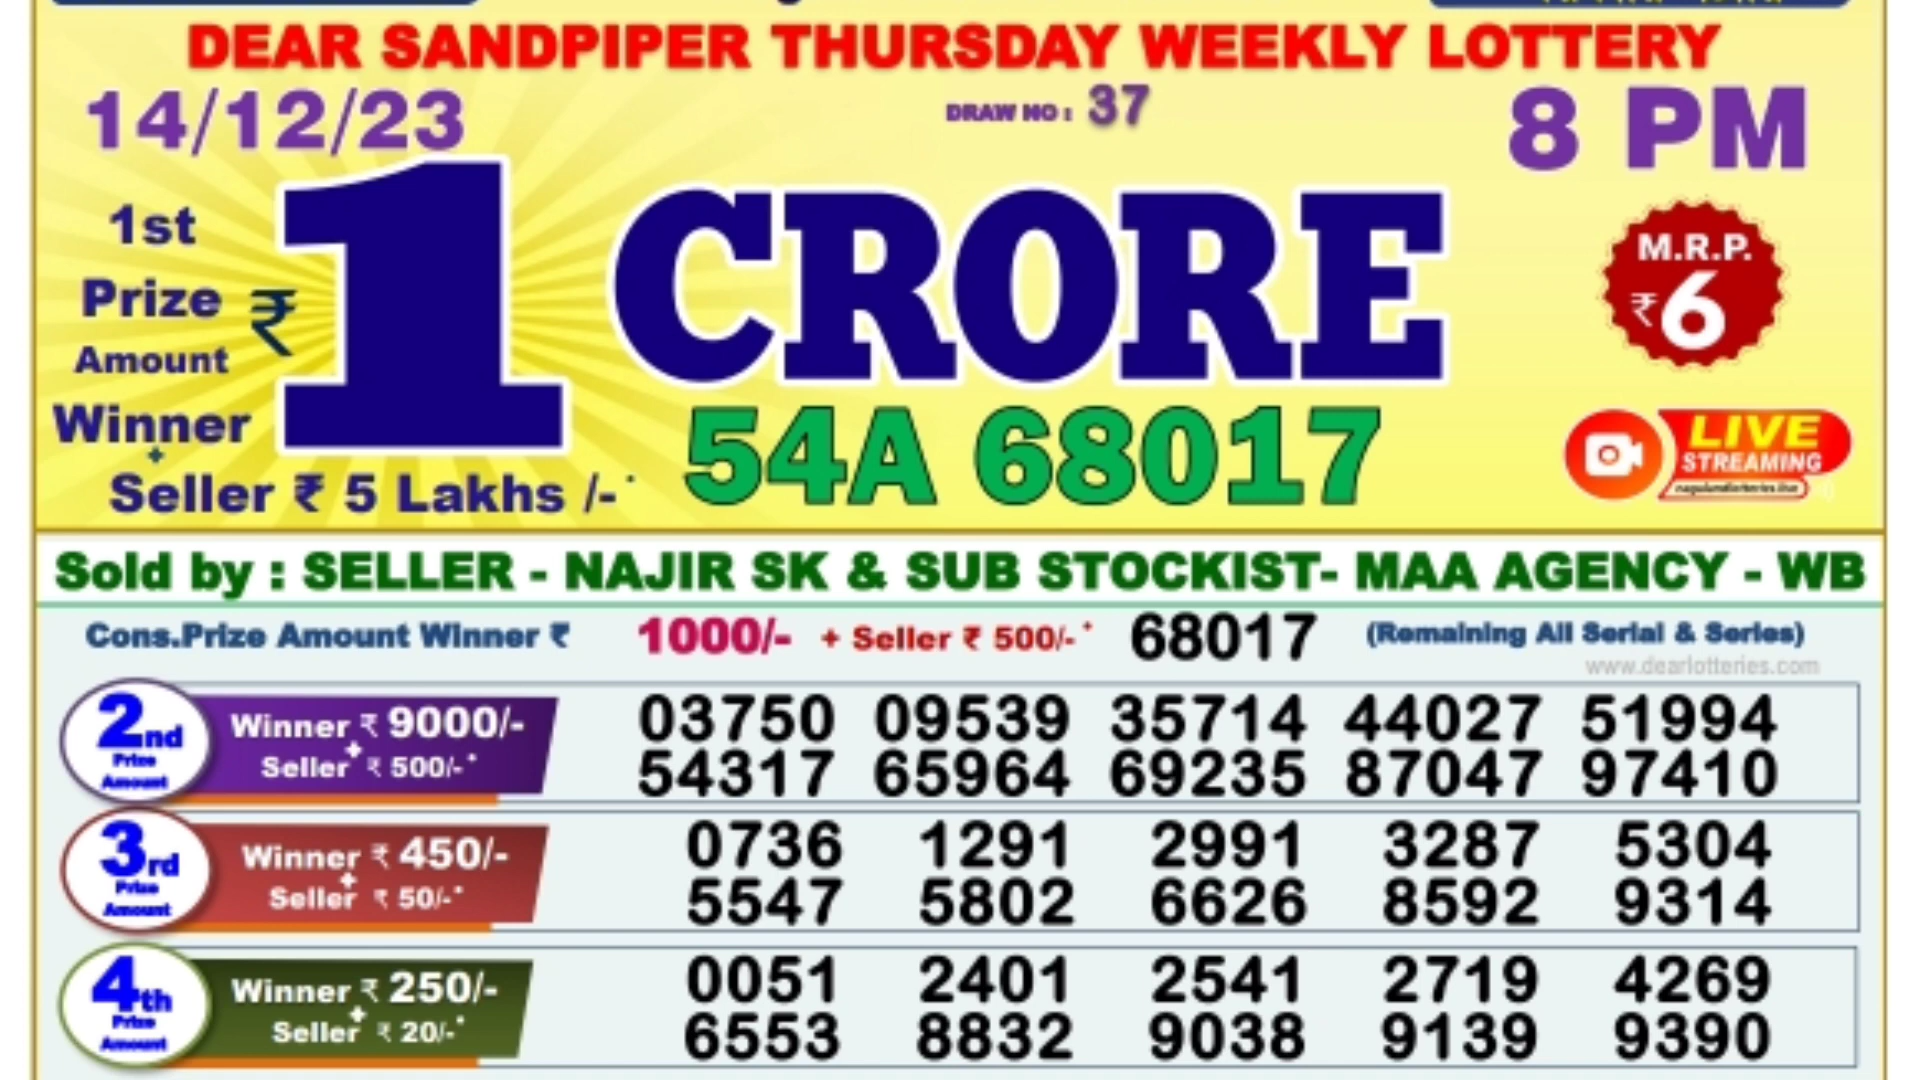 DEAR SANDPIPER THURSDAY WEEKLY LOTTERY
14/12/23
DRAW NO : 37
8 PM
1st
Prize
Amount
Winner
+
Seller ₹ 5 Lakhs /-*
₹ 1 CRORE
54A 68017
M.R.P.
₹6
LIVE
STREAMING
nagalandlotteries.live
Sold by : SELLER - NAJIR SK & SUB STOCKIST- MAA AGENCY - WB
Cons.Prize Amount Winner ₹ 1000/- + Seller ₹ 500/-* 68017 (Remaining All Serial & Series)
www.dearlotteries.com
2nd
Prize
Amount
Winner ₹ 9000/-
+
Seller ₹ 500/-*
03750 09539 35714 44027 51994
54317 65964 69235 87047 97410
3rd
Prize
Amount
Winner ₹ 450/-
+
Seller ₹ 50/-*
0736 1291 2991 3287 5304
5547 5802 6626 8592 9314
4th
Prize
Amount
Winner ₹ 250/-
+
Seller ₹ 20/-*
0051 2401 2541 2719 4269
6553 8832 9038 9139 9390